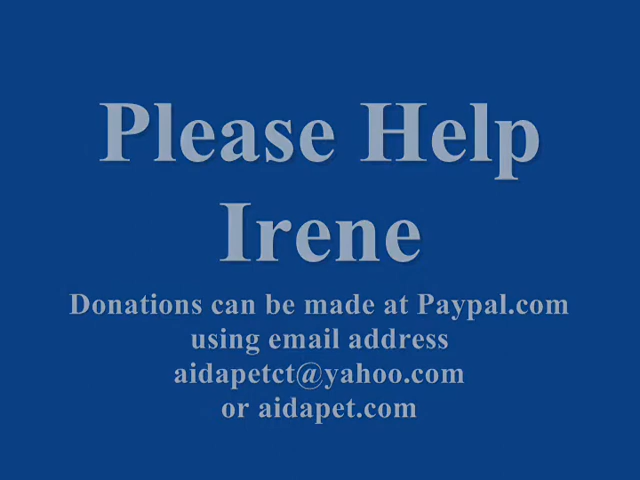 Please Help
Irene
Donations can be made at Paypal.com
using email address
aidapetct@yahoo.com
or aidapet.com